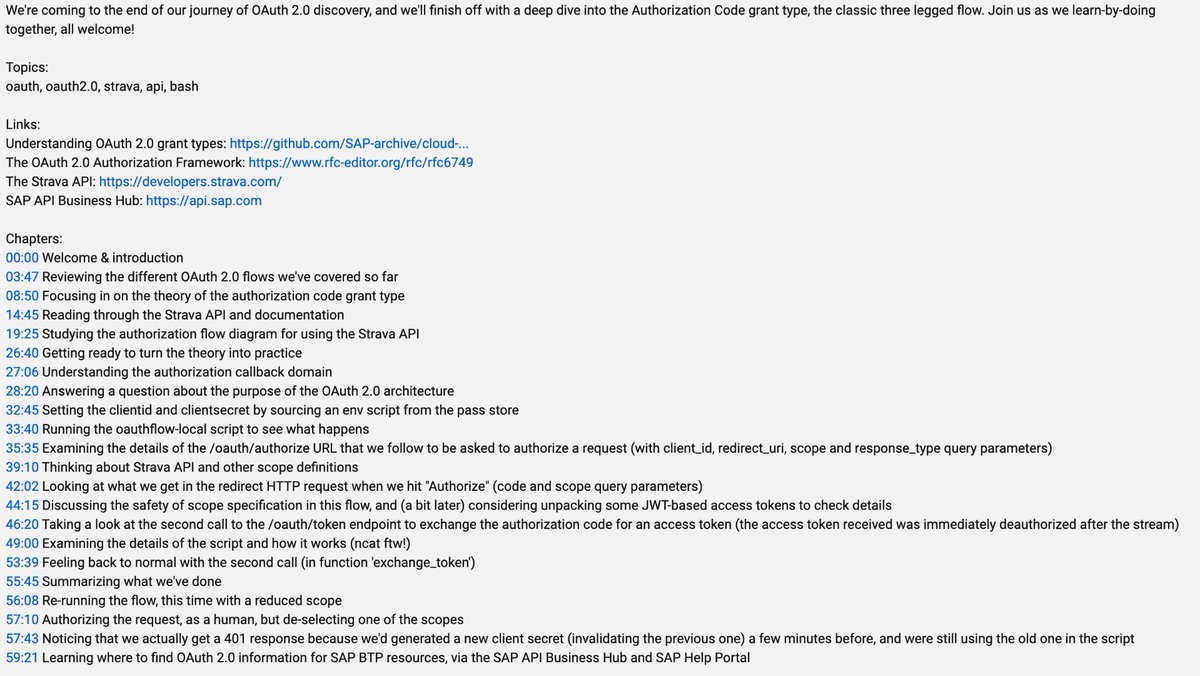 We're coming to the end of our journey of OAuth 2.0 discovery, and we'll finish off with a deep dive into the Authorization Code grant type, the classic three legged flow. Join us as we learn-by-doing
together, all welcome!
Topics:
oauth, oauth2.0, strava, api, bash
Links:
Understanding OAuth 2.0 grant types: https://github.com/SAP-archive/cloud-...
The OAuth 2.0 Authorization Framework: https://www.rfc-editor.org/rfc/rfc6749
The Strava API: https://developers.strava.com/
SAP API Business Hub: https://api.sap.com
Chapters:
00:00 Welcome & introduction
03:47 Reviewing the different OAuth 2.0 flows we've covered so far
08:50 Focusing in on the theory of the authorization code grant type
14:45 Reading through the Strava API and documentation
19:25 Studying the authorization flow diagram for using the Strava API
26:40 Getting ready to turn the theory into practice
27:06 Understanding the authorization callback domain
28:20 Answering a question about the purpose of the OAuth 2.0 architecture
32:45 Setting the clientid and clientsecret by sourcing an env script from the pass store
33:40 Running the oauthflow-local script to see what happens
35:35 Examining the details of the /oauth/authorize URL that we follow to be asked to authorize a request (with client_id, redirect_uri, scope and response_type query parameters)
39:10 Thinking about Strava API and other scope definitions
42:02 Looking at what we get in the redirect HTTP request when we hit "Authorize" (code and scope query parameters)
44:15 Discussing the safety of scope specification in this flow, and (a bit later) considering unpacking some JWT-based access tokens to check details
46:20 Taking a look at the second call to the /oauth/token endpoint to exchange the authorization code for an access token (the access token received was immediately deauthorized after the stream)
49:00 Examining the details of the script and how it works (ncat ftw!)
53:39 Feeling back to normal with the second call (in function 'exchange_token')
55:45 Summarizing what we've done
56:08 Re-running the flow, this time with a reduced scope
57:10 Authorizing the request, as a human, but de-selecting one of the scopes
57:43 Noticing that we actually get a 401 response because we'd generated a new client secret (invalidating the previous one) a few minutes before, and were still using the old one in the script
59:21 Learning where to find OAuth 2.0 information for SAP BTP resources, via the SAP API Business Hub and SAP Help Portal